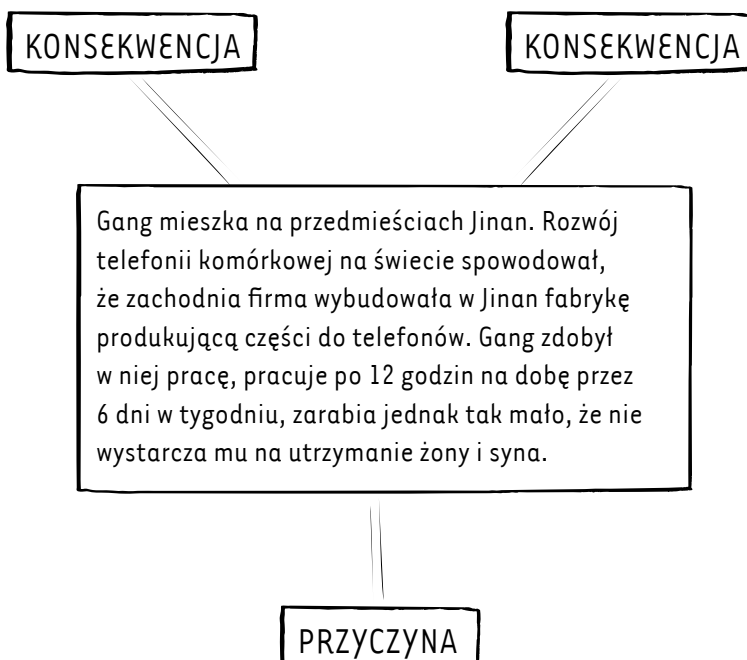 KONSEKWENCJA
KONSEKWENCJA
Gang mieszka na przedmieściach Jinan. Rozwój
telefonii komórkowej na świecie spowodował,
że zachodnia firma wybudowała w Jinan fabrykę
produkującą części do telefonów. Gang zdobył
w niej pracę, pracuje po 12 godzin na dobę przez
6 dni w tygodniu, zarabia jednak tak mało, że nie
wystarcza mu na utrzymanie żony i syna.
PRZYCZYNA